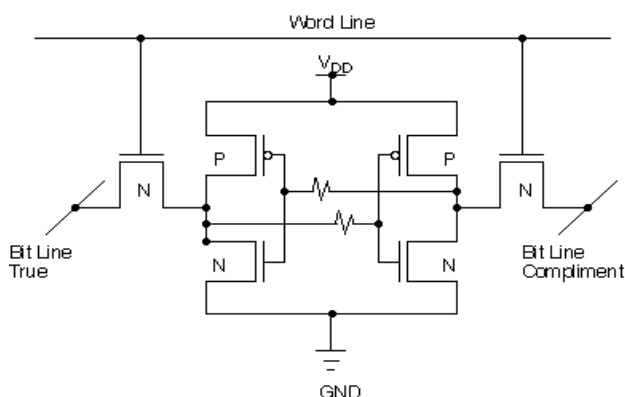 Word Line
VDD
P
P
N
N
Bit Line
True
N
N
Bit Line
Compliment
GND